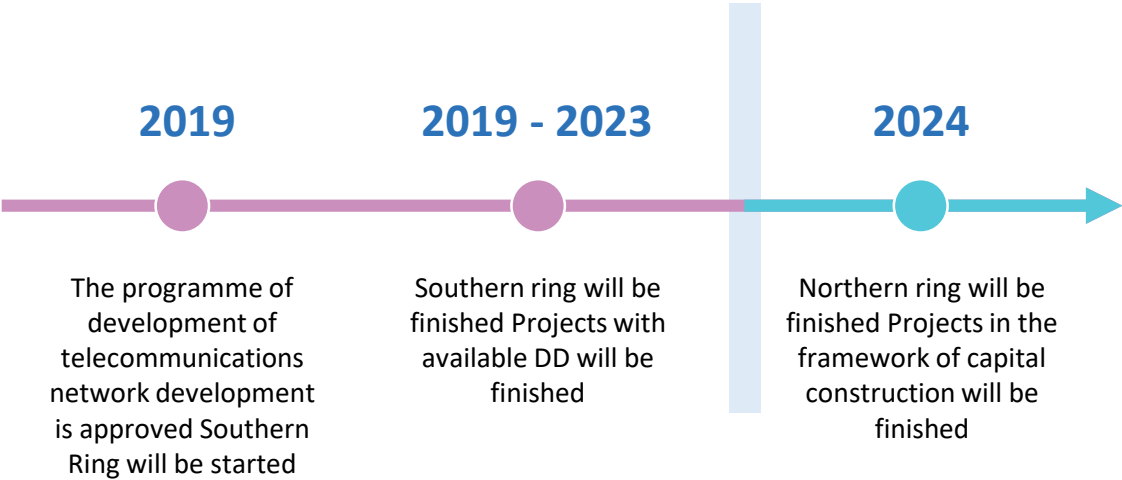 2019
The programme of
development of
telecommunications
network development
is approved Southern
Ring will be started
2019 - 2023
Southern ring will be
finished Projects with
available DD will be
finished
2024
Northern ring will be
finished Projects in the
framework of capital
construction will be
finished